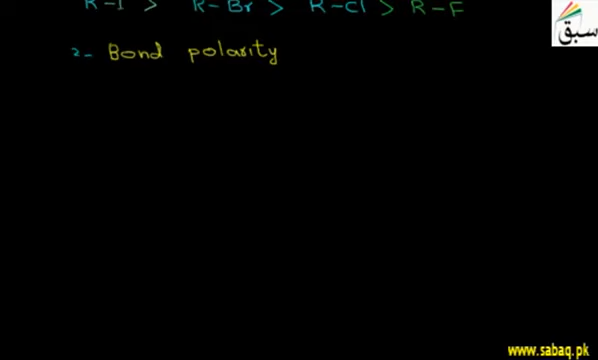 R-I > R-Br > R-Cl > R-F
سبق
2- Bond polarity
www.sabaq.pk